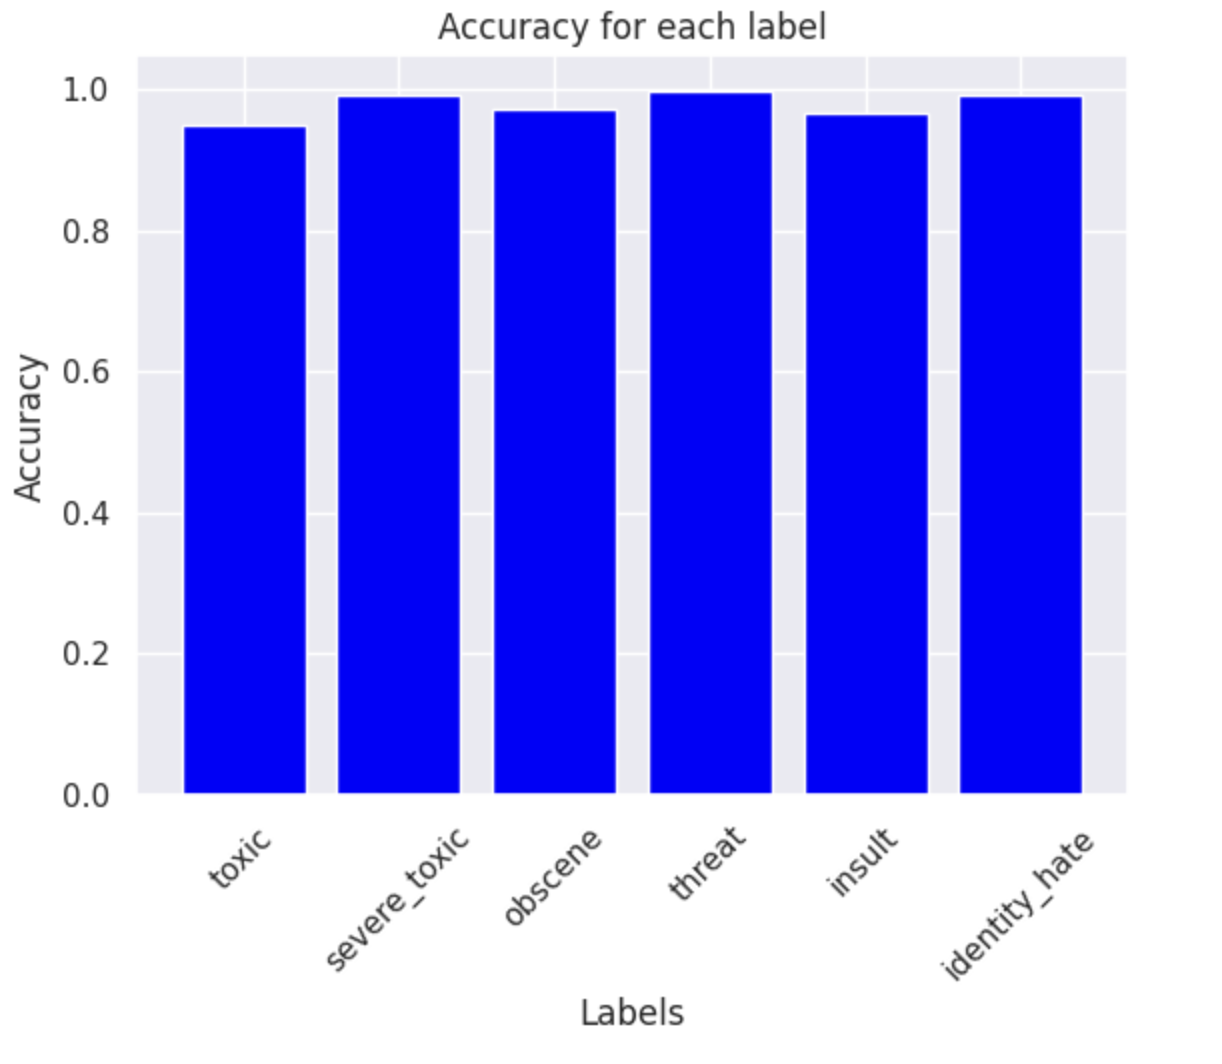 Accuracy for each label
1.0
0.8
0.6
0.4
0.2
0.0
Accuracy
toxic
severe_toxic
obscene
threat
insult
identity_hate
Labels